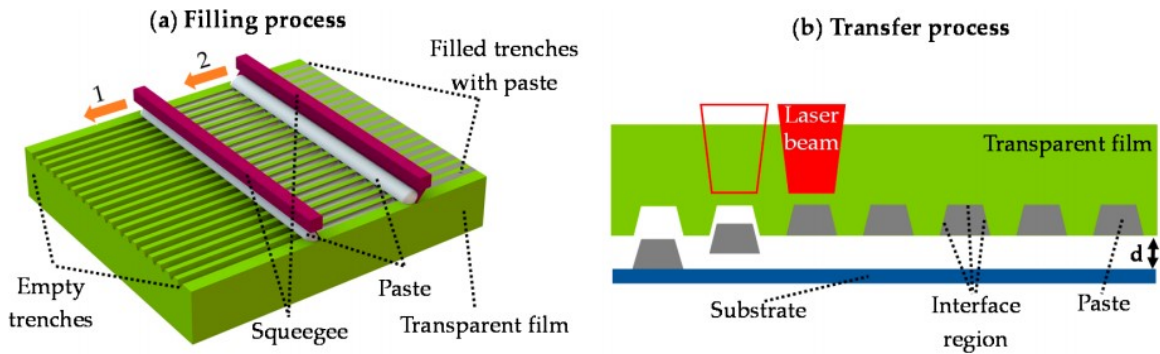 (a) Filling process
1
2
Filled trenches
with paste
Empty
trenches
Squeegee
Paste
Transparent film
(b) Transfer process
Laser
beam
Transparent film
d
Substrate
Interface
region
Paste